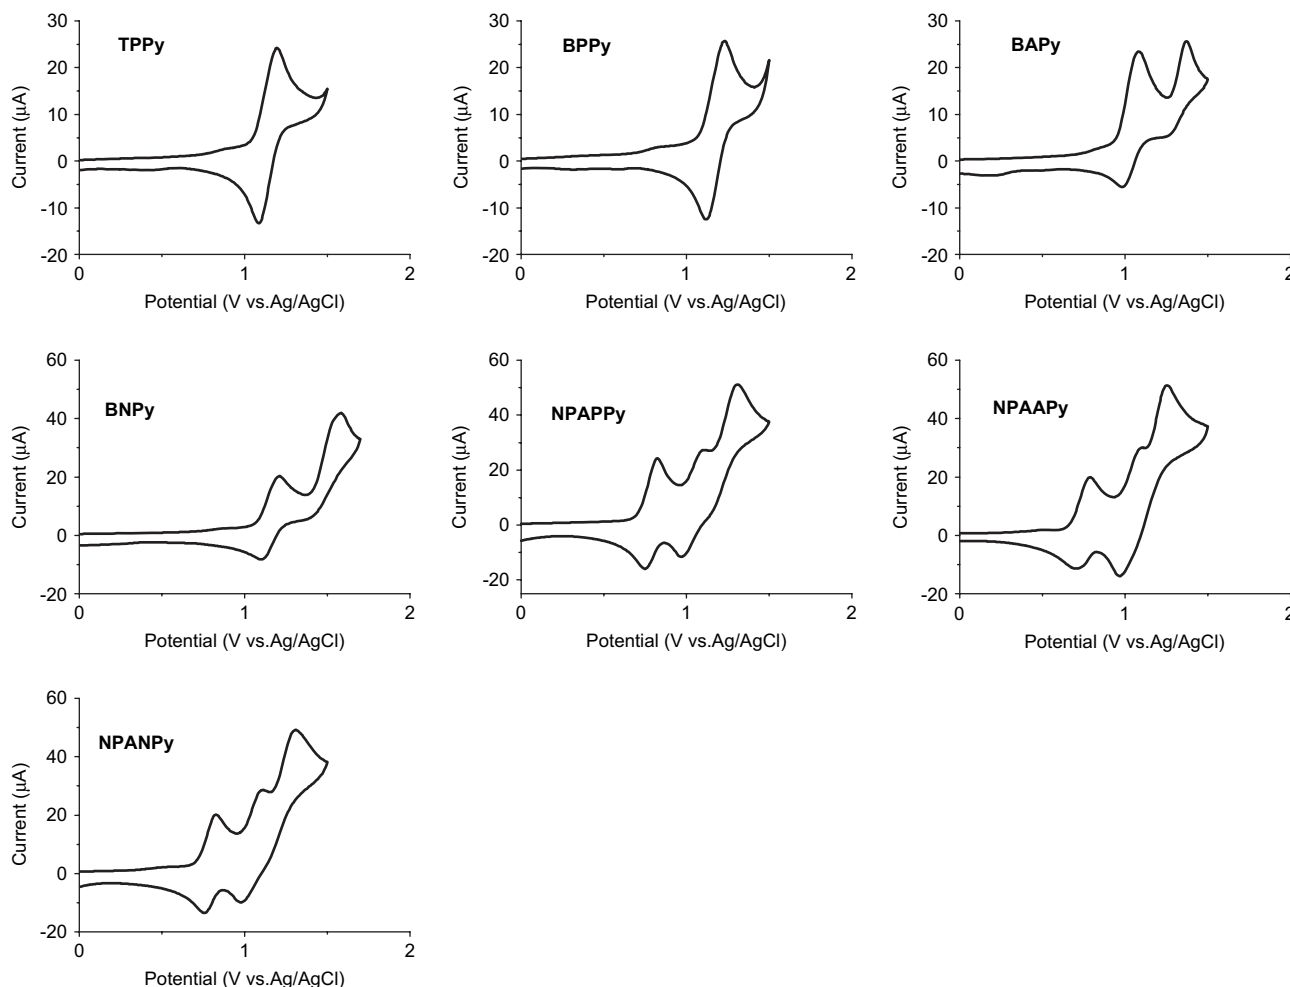 TPPy
Current (μA)
30
20
10
0
-10
-20
0
1
2
Potential (V vs.Ag/AgCl)
BPPy
Current (μA)
30
20
10
0
-10
-20
0
1
2
Potential (V vs.Ag/AgCl)
BAPy
Current (μA)
30
20
10
0
-10
-20
0
1
2
Potential (V vs.Ag/AgCl)
BNPy
Current (μA)
60
40
20
0
-20
0
1
2
Potential (V vs.Ag/AgCl)
NPAPPy
Current (μA)
60
40
20
0
-20
0
1
2
Potential (V vs.Ag/AgCl)
NPAAPy
Current (μA)
60
40
20
0
-20
0
1
2
Potential (V vs.Ag/AgCl)
NPANPy
Current (μA)
60
40
20
0
-20
0
1
2
Potential (V vs.Ag/AgCl)